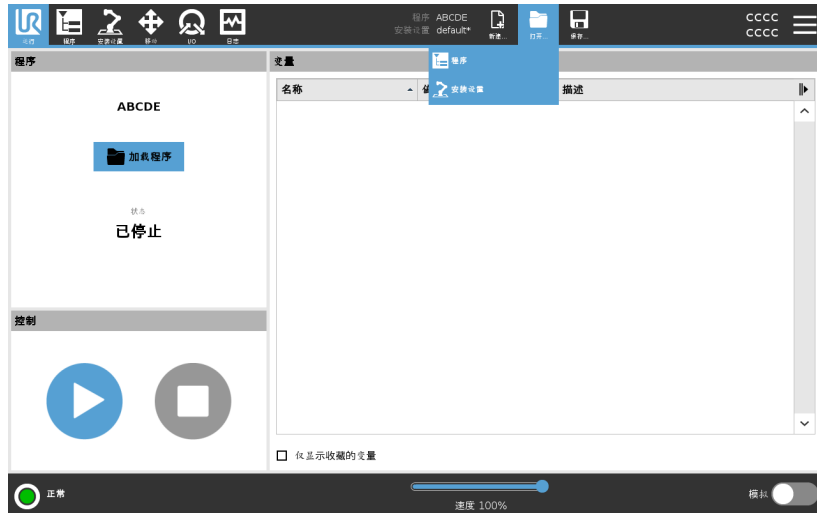 程序 ABCDE
安装设置 default*
运行
程序
安装设置
移动
I/O
日志
新建...
打开...
保存...
CCCC
CCCC
程序
安装设置
程序
ABCDE
加载程序
状态
已停止
控制
变量
名称
描述
仅显示收藏的变量
正常
速度 100%
模拟